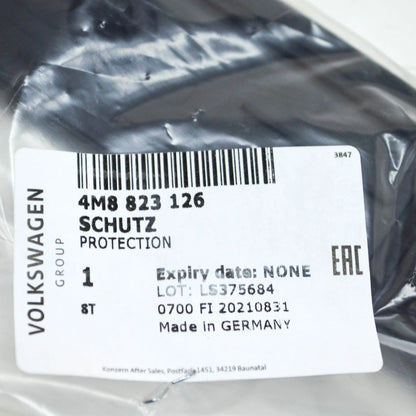 3847
4M8 823 126
SCHUTZ
PROTECTION
VOLKSWAGEN
GROUP
1
ST
Expiry date: NONE
LOT: LS375684
0700 FI 20210831
Made in GERMANY
EAC
Konzern After Sales, Postfach 1451, 34219 Baunatal